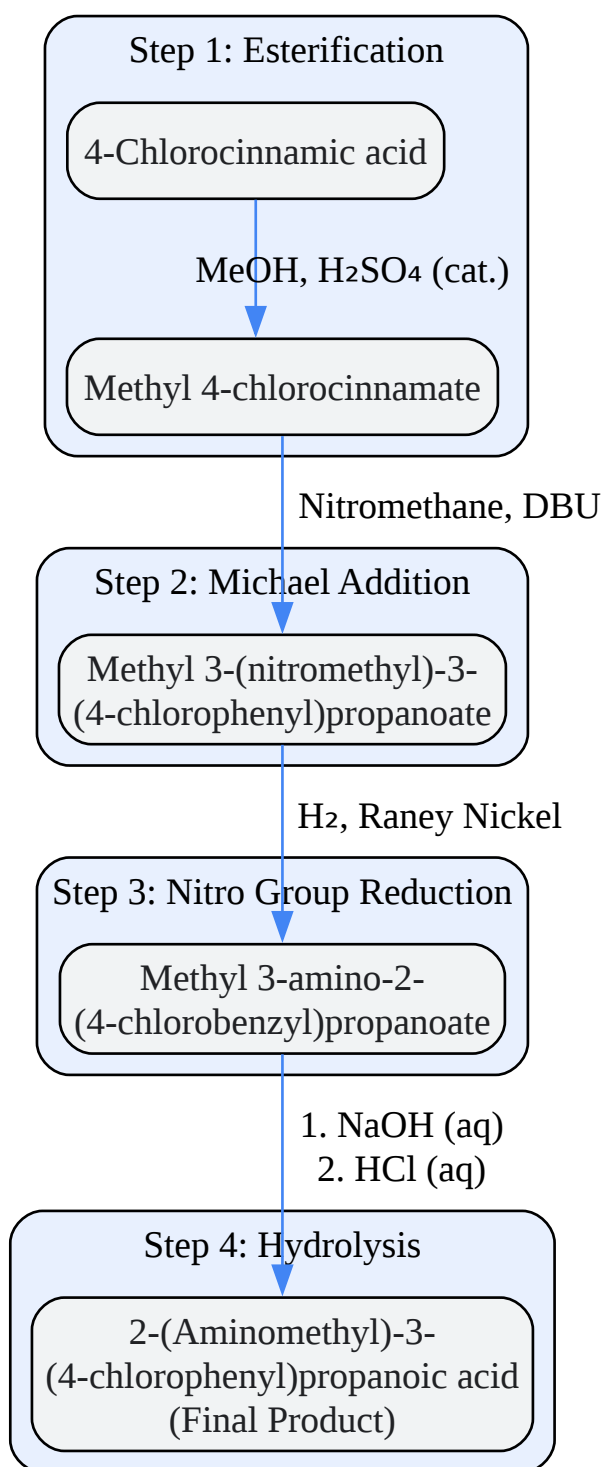 Step 1: Esterification
4-Chlorocinnamic acid
MeOH, H₂SO₄ (cat.)
Methyl 4-chlorocinnamate
Nitromethane, DBU
Step 2: Michael Addition
Methyl 3-(nitromethyl)-3-
(4-chlorophenyl)propanoate
H₂, Raney Nickel
Step 3: Nitro Group Reduction
Methyl 3-amino-2-
(4-chlorobenzyl)propanoate
1. NaOH (aq)
2. HCl (aq)
Step 4: Hydrolysis
2-(Aminomethyl)-3-
(4-chlorophenyl)propanoic acid
(Final Product)